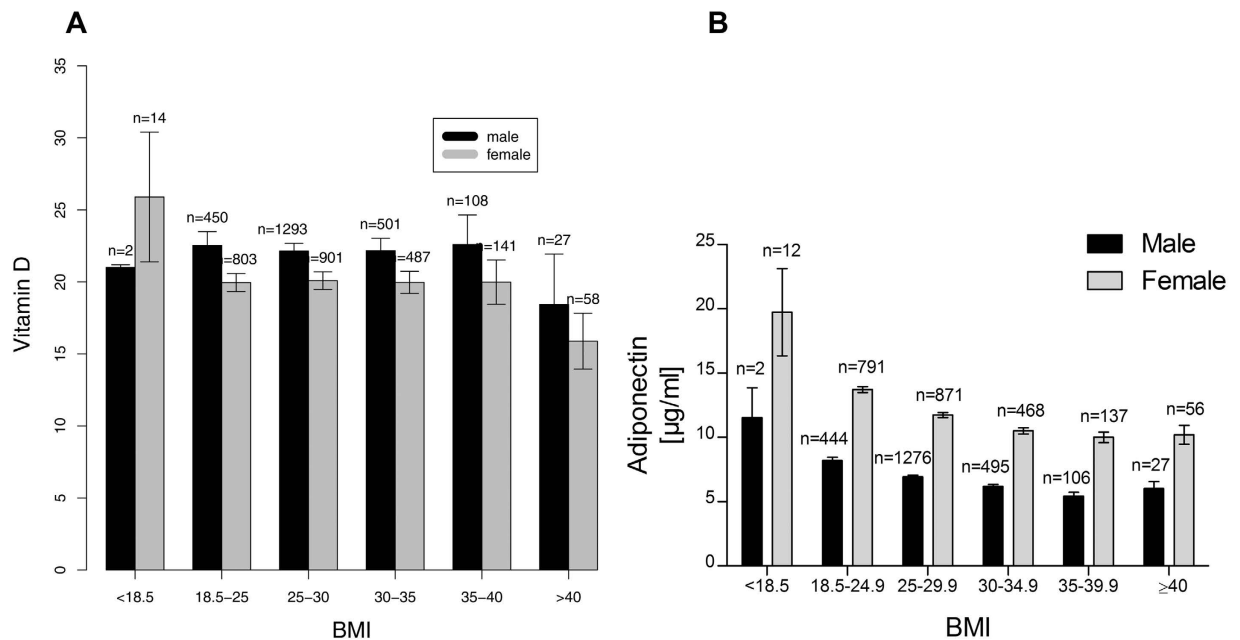 A
35
30
25
20
15
10
5
0
Vitamin D
male
female
n=2
n=14
n=450
=803
n=1293
=901
n=501
=487
n=108
=141
n=27
n=58
<18.5
18.5–25
25–30
30–35
35–40
>40
BMI
B
25
20
15
10
5
0
Adiponectin
[µg/ml]
Male
Female
n=2
n=12
n=444
n=791
n=1276
n=871
n=495
n=468
n=106
n=137
n=27
n=56
<18.5
18.5-24.9
25-29.9
30-34.9
35-39.9
≥40
BMI